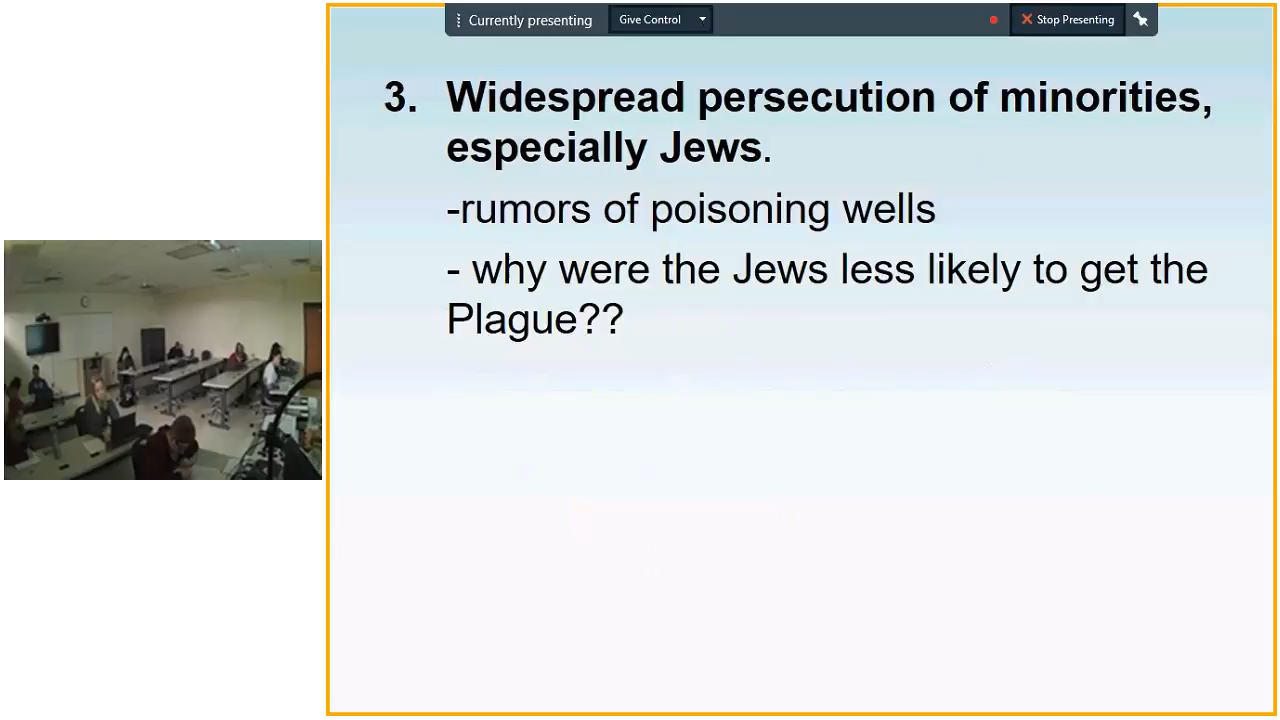 Currently presenting Give Control Stop Presenting
3. Widespread persecution of minorities,
especially Jews.
-rumors of poisoning wells
- why were the Jews less likely to get the
Plague??